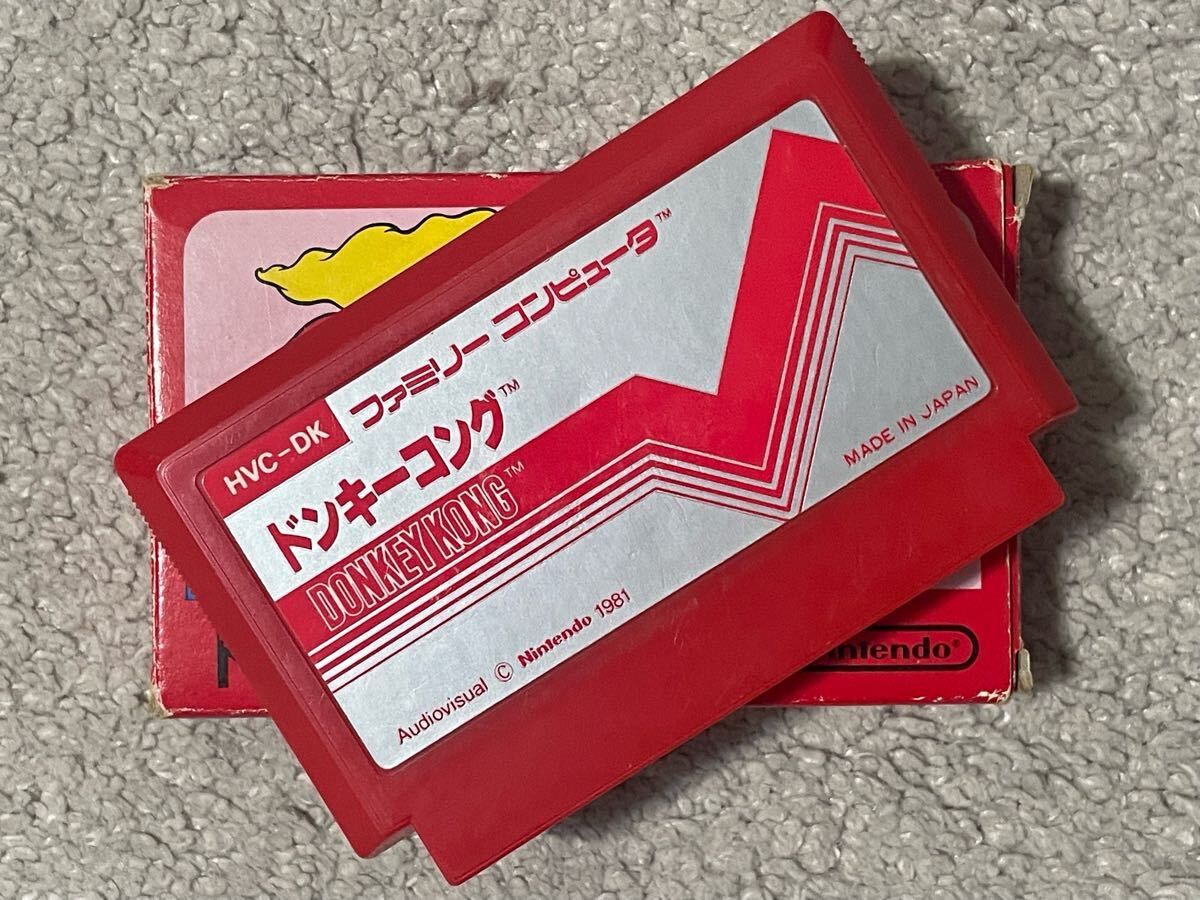 HVC-DK
ファミリー コンピュータ™
ドンキーコング™
DONKEY KONG™
MADE IN JAPAN
Audiovisual © Nintendo 1981